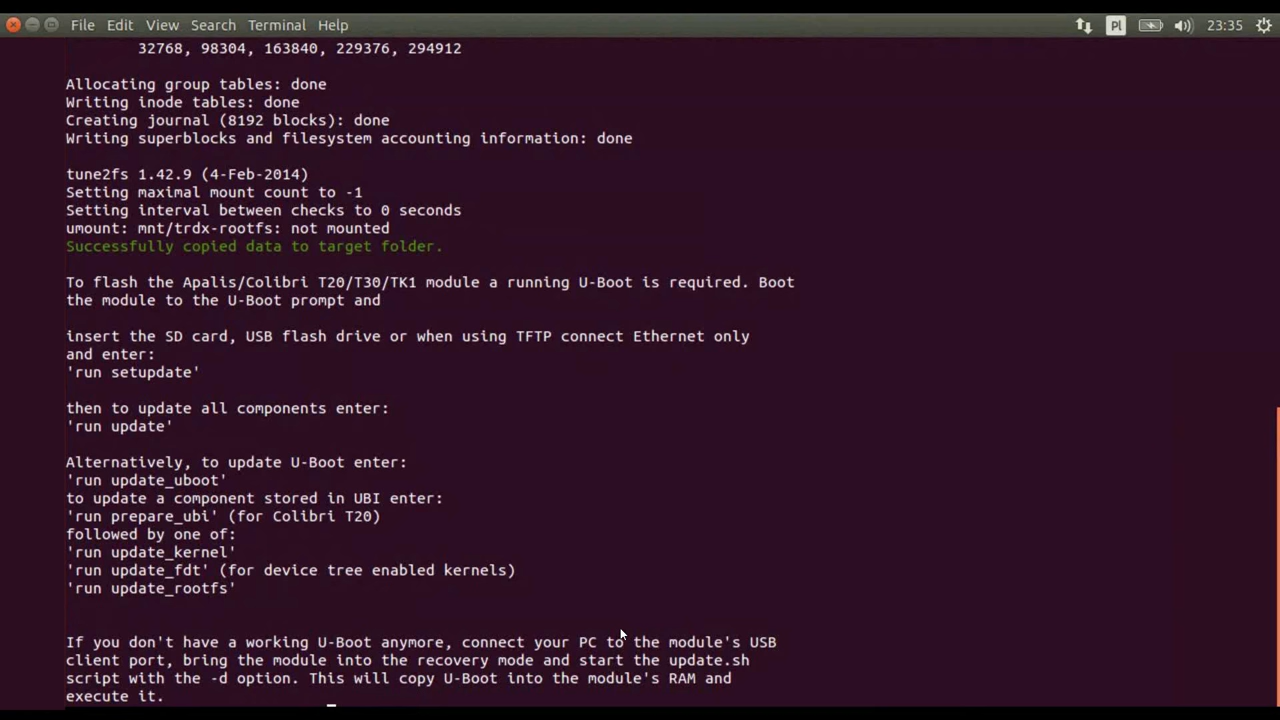 File Edit View Search Terminal Help
Pl
23:35
32768, 98304, 163840, 229376, 294912
Allocating group tables: done
Writing inode tables: done
Creating journal (8192 blocks): done
Writing superblocks and filesystem accounting information: done
tune2fs 1.42.9 (4-Feb-2014)
Setting maximal mount count to -1
Setting interval between checks to 0 seconds
umount: mnt/trdx-rootfs: not mounted
Successfully copied data to target folder.
To flash the Apalis/Colibri T20/T30/TK1 module a running U-Boot is required. Boot
the module to the U-Boot prompt and
insert the SD card, USB flash drive or when using TFTP connect Ethernet only
and enter:
'run setupdate'
then to update all components enter:
'run update'
Alternatively, to update U-Boot enter:
'run update_uboot'
to update a component stored in UBI enter:
'run prepare_ubi' (for Colibri T20)
followed by one of:
'run update_kernel'
'run update_fdt' (for device tree enabled kernels)
'run update_rootfs'
If you don't have a working U-Boot anymore, connect your PC to the module's USB
client port, bring the module into the recovery mode and start the update.sh
script with the -d option. This will copy U-Boot into the module's RAM and
execute it.